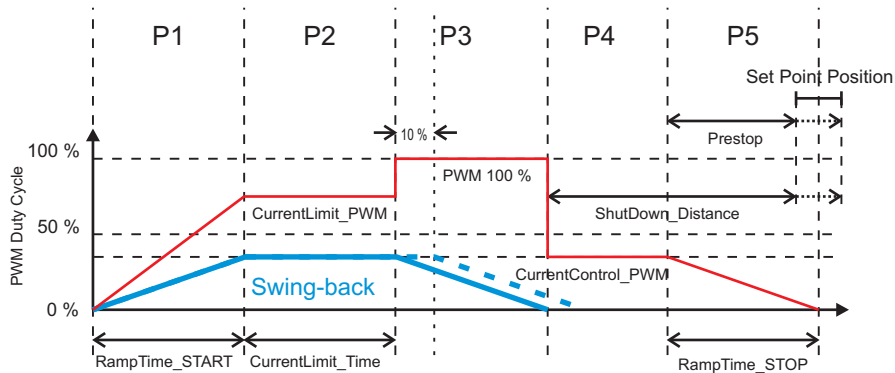 P1
P2
P3
P4
P5
Set Point Position
10 %
Prestop
PWM Duty Cycle
100 %
PWM 100 %
CurrentLimit_PWM
ShutDown_Distance
50 %
CurrentControl_PWM
Swing-back
0 %
RampTime_START
CurrentLimit_Time
RampTime_STOP